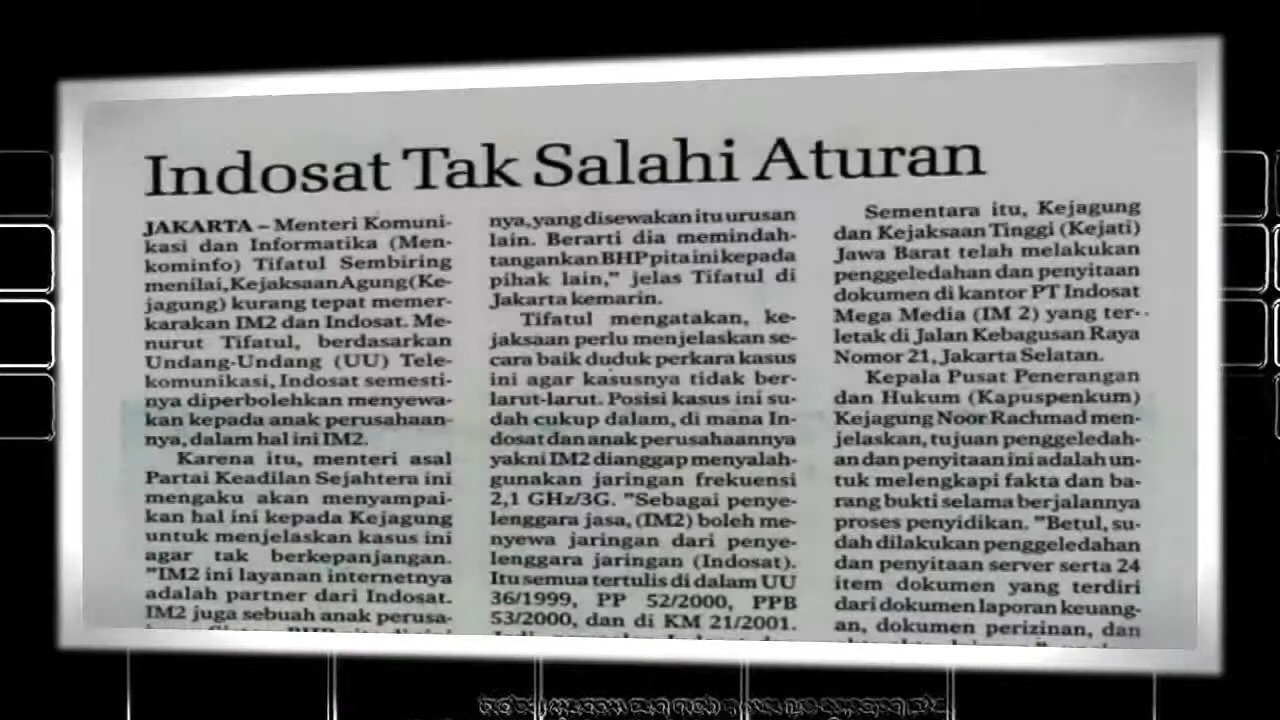 Indosat Tak Salahi Aturan
JAKARTA – Menteri Komuni-
kasi dan Informatika (Men-
kominfo) Tifatul Sembiring
menilai, Kejaksaan Agung (Ke-
jagung) kurang tepat memer-
karakan IM2 dan Indosat. Me-
nurut Tifatul, berdasarkan
Undang-Undang (UU) Tele-
komunikasi, Indosat semesti-
nya diperbolehkan menyewa-
kan kepada anak perusahaan-
nya, dalam hal ini IM2.
Karena itu, menteri asal
Partai Keadilan Sejahtera ini
mengaku akan menyampai-
kan hal ini kepada Kejagung
untuk menjelaskan kasus ini
agar tak berkepanjangan.
"IM2 ini layanan internetnya
adalah partner dari Indosat.
IM2 juga sebuah anak perusa-
nya, yang disewakan itu urusan
lain. Berarti dia memindah-
tangankan BHP pita ini kepada
pihak lain," jelas Tifatul di
Jakarta kemarin.
Tifatul mengatakan, ke-
jaksaan perlu menjelaskan se-
cara baik duduk perkara kasus
ini agar kasusnya tidak ber-
larut-larut. Posisi kasus ini su-
dah cukup dalam, di mana In-
dosat dan anak perusahaannya
yakni IM2 dianggap menyalah-
gunakan jaringan frekuensi
2,1 GHz/3G. "Sebagai penye-
lenggara jasa, (IM2) boleh me-
nyewa jaringan dari penye-
lenggara jaringan (Indosat).
Itu semua tertulis di dalam UU
36/1999, PP 52/2000, PPB
53/2000, dan di KM 21/2001.
Sementara itu, Kejagung
dan Kejaksaan Tinggi (Kejati)
Jawa Barat telah melakukan
penggeledahan dan penyitaan
dokumen di kantor PT Indosat
Mega Media (IM 2) yang ter-
letak di Jalan Kebagusan Raya
Nomor 21, Jakarta Selatan.
Kepala Pusat Penerangan
dan Hukum (Kapuspenkum)
Kejagung Noor Rachmad men-
jelaskan, tujuan penggeledah-
an dan penyitaan ini adalah un-
tuk melengkapi fakta dan ba-
rang bukti selama berjalannya
proses penyidikan. "Betul, su-
dah dilakukan penggeledahan
dan penyitaan server serta 24
item dokumen yang terdiri
dari dokumen laporan keuang-
an, dokumen perizinan, dan